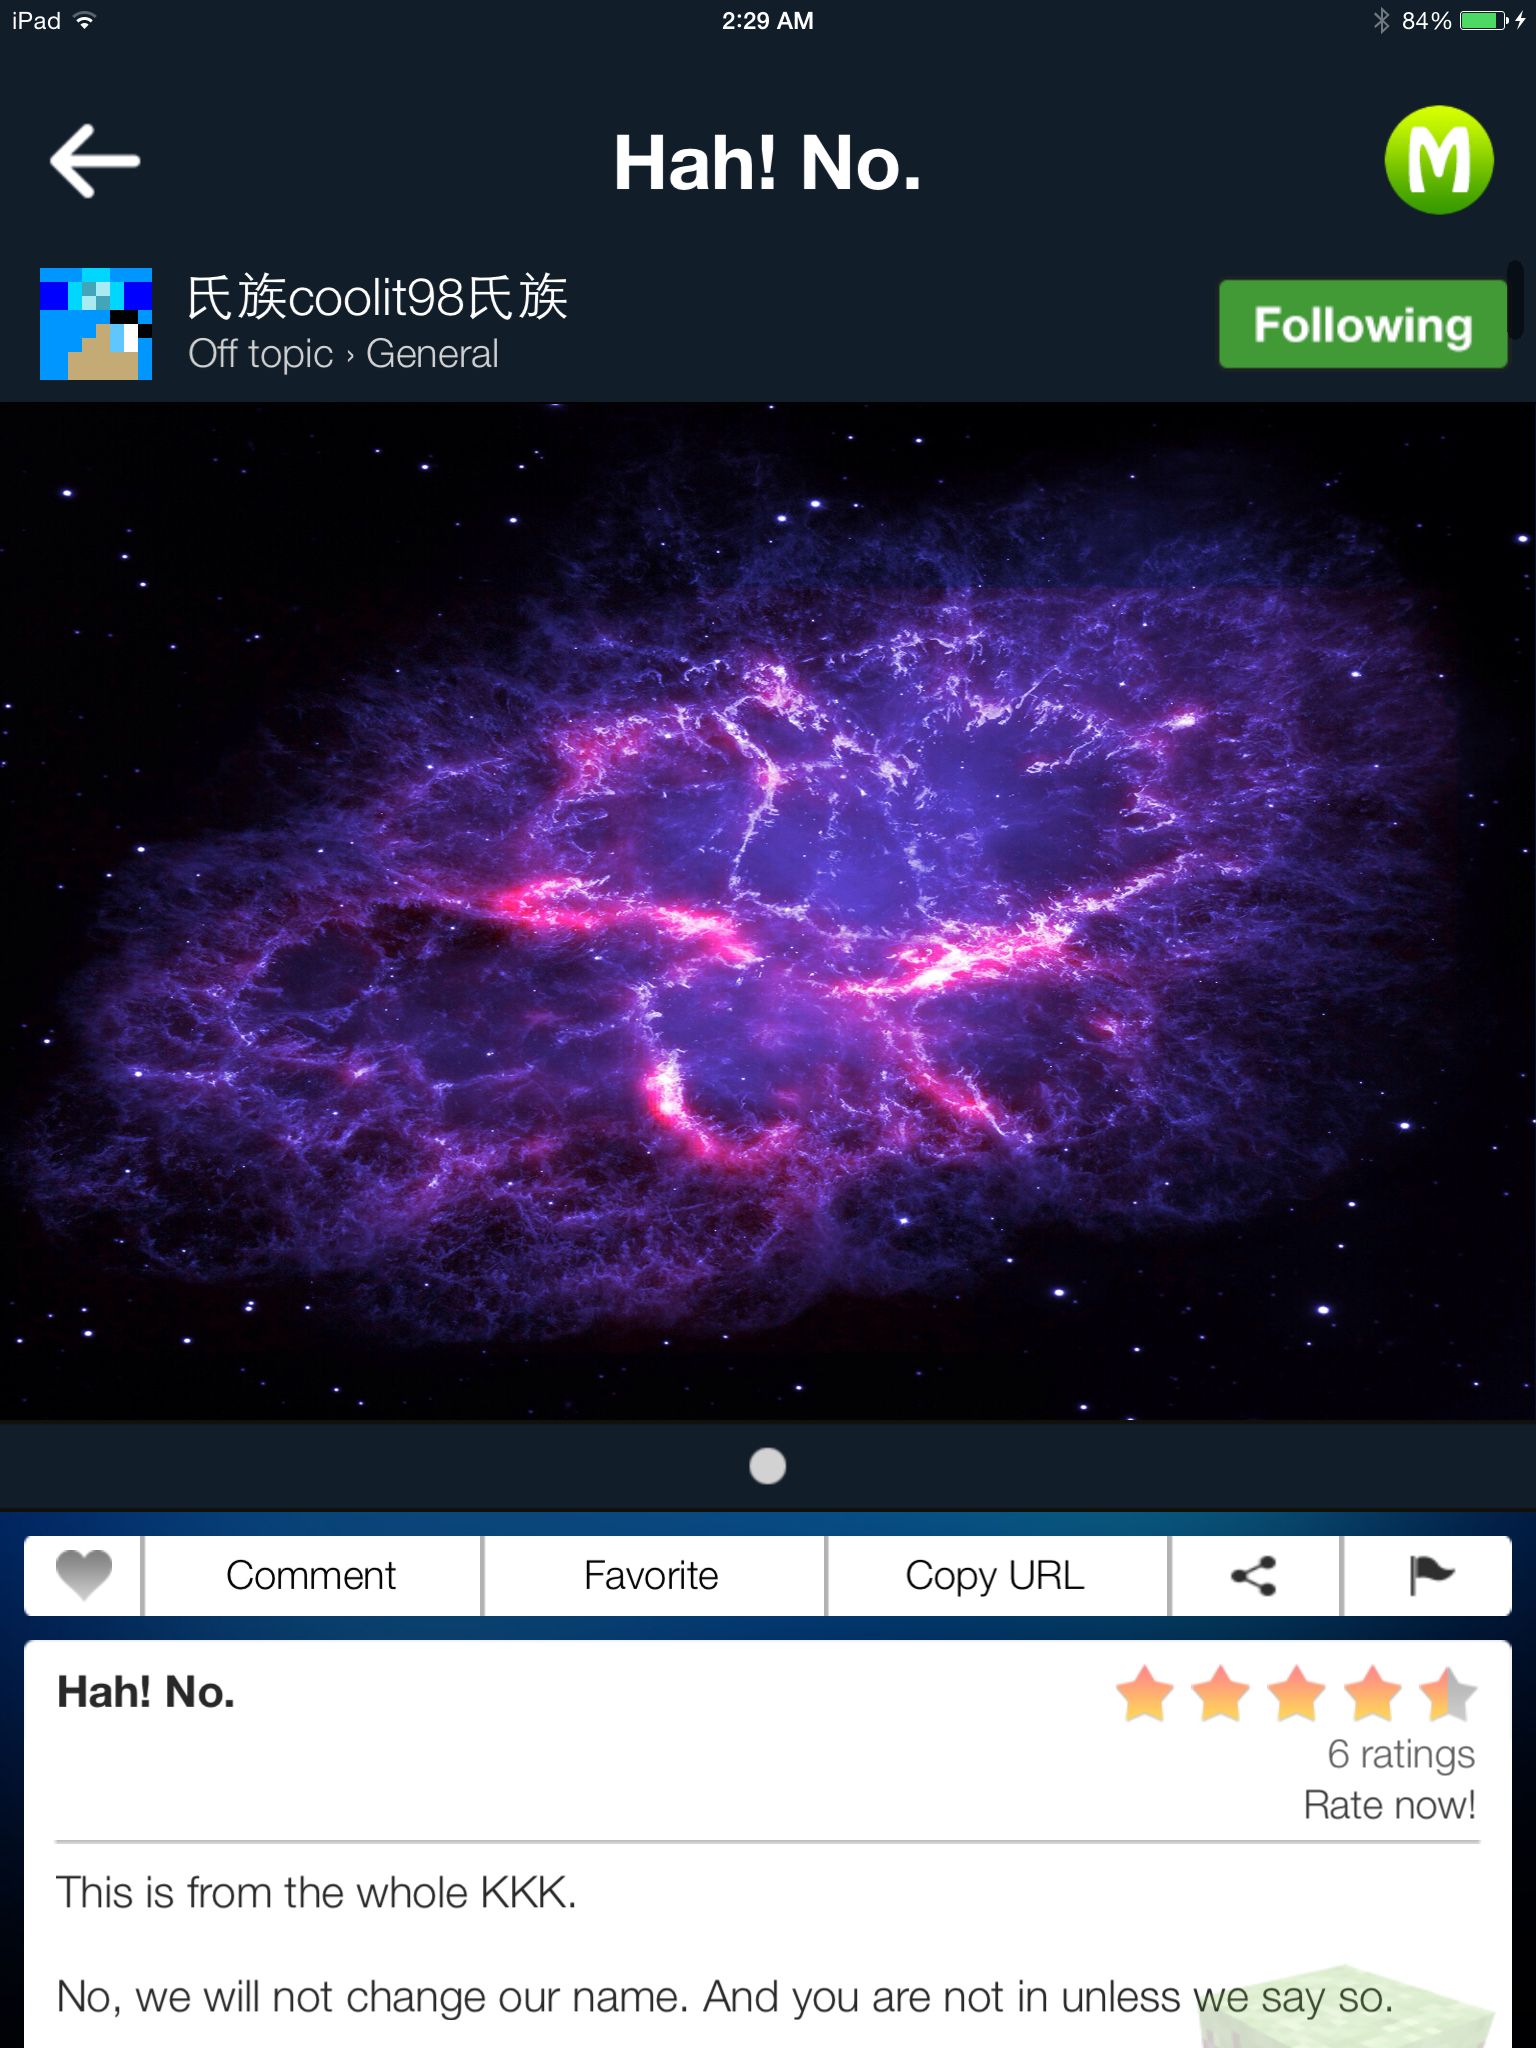 iPad 2:29 AM 84%
Hah! No. M
氏族coolit98氏族
Off topic › General
Following
Comment Favorite Copy URL
Hah! No.
6 ratings
Rate now!
This is from the whole KKK.
No, we will not change our name. And you are not in unless we say so.